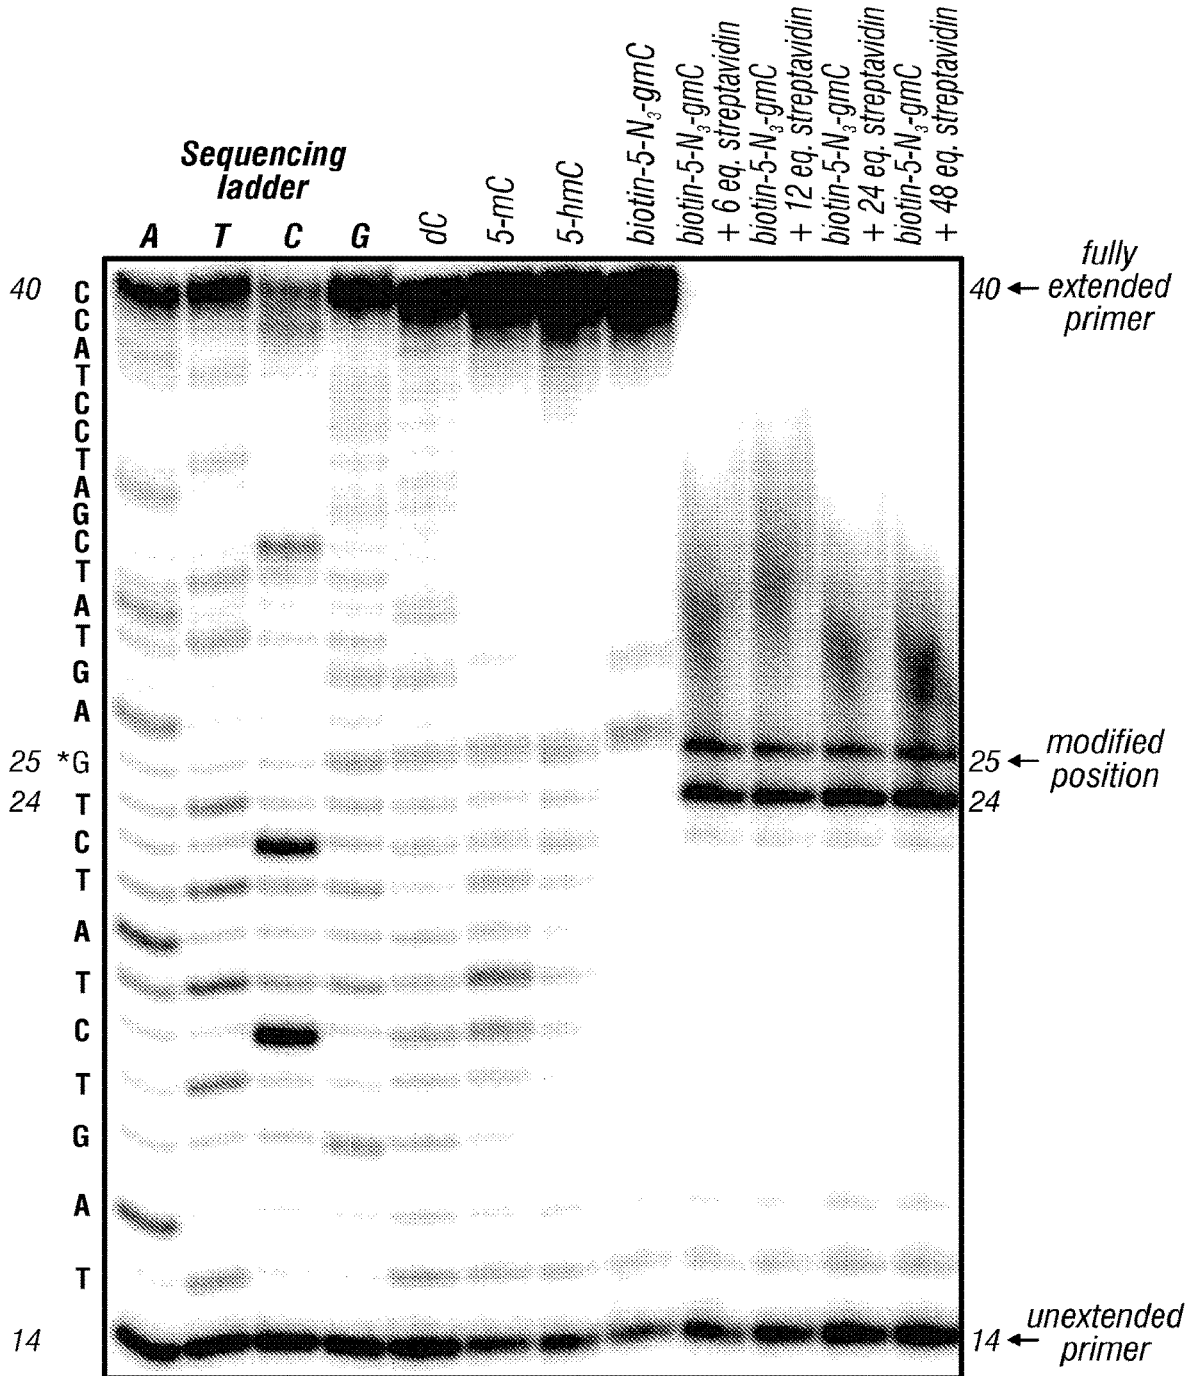 Sequencing
ladder
A T C G
dC
5-mC
5-hmC
biotin-5-N₃-gmC
biotin-5-N₃-gmC
+ 6 eq. streptavidin
biotin-5-N₃-gmC
+ 12 eq. streptavidin
biotin-5-N₃-gmC
+ 24 eq. streptavidin
biotin-5-N₃-gmC
+ 48 eq. streptavidin
40 C
C
A
T
C
C
T
A
G
C
T
A
T
G
A
25 *G
24 T
C
T
A
T
C
T
G
A
T
14
40 ← fully
extended
primer
25 ← modified
position
24
14 ← unextended
primer